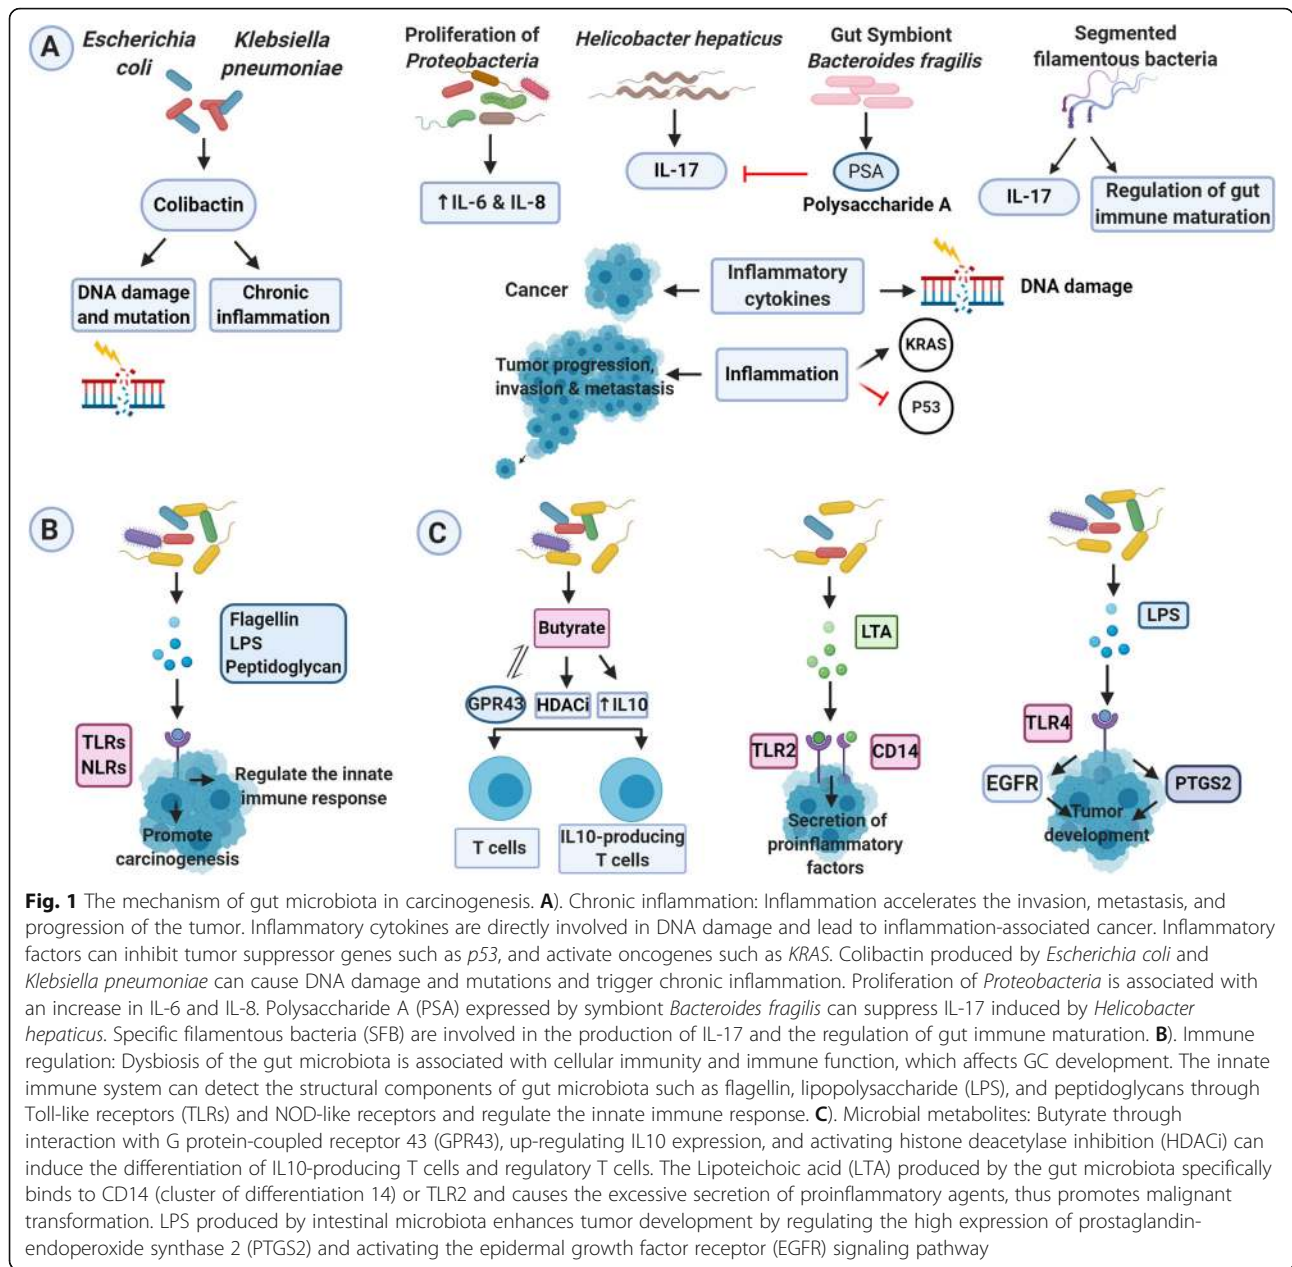 A
Escherichia
coli
Klebsiella
pneumoniae
Proliferation of
Proteobacteria
Helicobacter hepaticus
Gut Symbiont
Bacteroides fragilis
Segmented
filamentous bacteria
Colibactin
↑IL-6 & IL-8
IL-17
PSA
Polysaccharide A
IL-17
Regulation of gut
immune maturation
DNA damage
and mutation
Chronic
inflammation
Cancer
Inflammatory
cytokines
DNA damage
Tumor progression,
invasion & metastasis
Inflammation
KRAS
P53
B
Flagellin
LPS
Peptidoglycan
TLRs
NLRs
Regulate the innate
immune response
Promote
carcinogenesis
C
Butyrate
GPR43
HDACi
↑IL10
T cells
IL10-producing
T cells
LTA
TLR2
CD14
Secretion of
proinflammatory
factors
LPS
TLR4
EGFR
PTGS2
Tumor
development
Fig. 1 The mechanism of gut microbiota in carcinogenesis. A). Chronic inflammation: Inflammation accelerates the invasion, metastasis, and
progression of the tumor. Inflammatory cytokines are directly involved in DNA damage and lead to inflammation-associated cancer. Inflammatory
factors can inhibit tumor suppressor genes such as p53, and activate oncogenes such as KRAS. Colibactin produced by Escherichia coli and
Klebsiella pneumoniae can cause DNA damage and mutations and trigger chronic inflammation. Proliferation of Proteobacteria is associated with
an increase in IL-6 and IL-8. Polysaccharide A (PSA) expressed by symbiont Bacteroides fragilis can suppress IL-17 induced by Helicobacter
hepaticus. Specific filamentous bacteria (SFB) are involved in the production of IL-17 and the regulation of gut immune maturation. B). Immune
regulation: Dysbiosis of the gut microbiota is associated with cellular immunity and immune function, which affects GC development. The innate
immune system can detect the structural components of gut microbiota such as flagellin, lipopolysaccharide (LPS), and peptidoglycans through
Toll-like receptors (TLRs) and NOD-like receptors and regulate the innate immune response. C). Microbial metabolites: Butyrate through
interaction with G protein-coupled receptor 43 (GPR43), up-regulating IL10 expression, and activating histone deacetylase inhibition (HDACi) can
induce the differentiation of IL10-producing T cells and regulatory T cells. The Lipoteichoic acid (LTA) produced by the gut microbiota specifically
binds to CD14 (cluster of differentiation 14) or TLR2 and causes the excessive secretion of proinflammatory agents, thus promotes malignant
transformation. LPS produced by intestinal microbiota enhances tumor development by regulating the high expression of prostaglandin-
endoperoxide synthase 2 (PTGS2) and activating the epidermal growth factor receptor (EGFR) signaling pathway